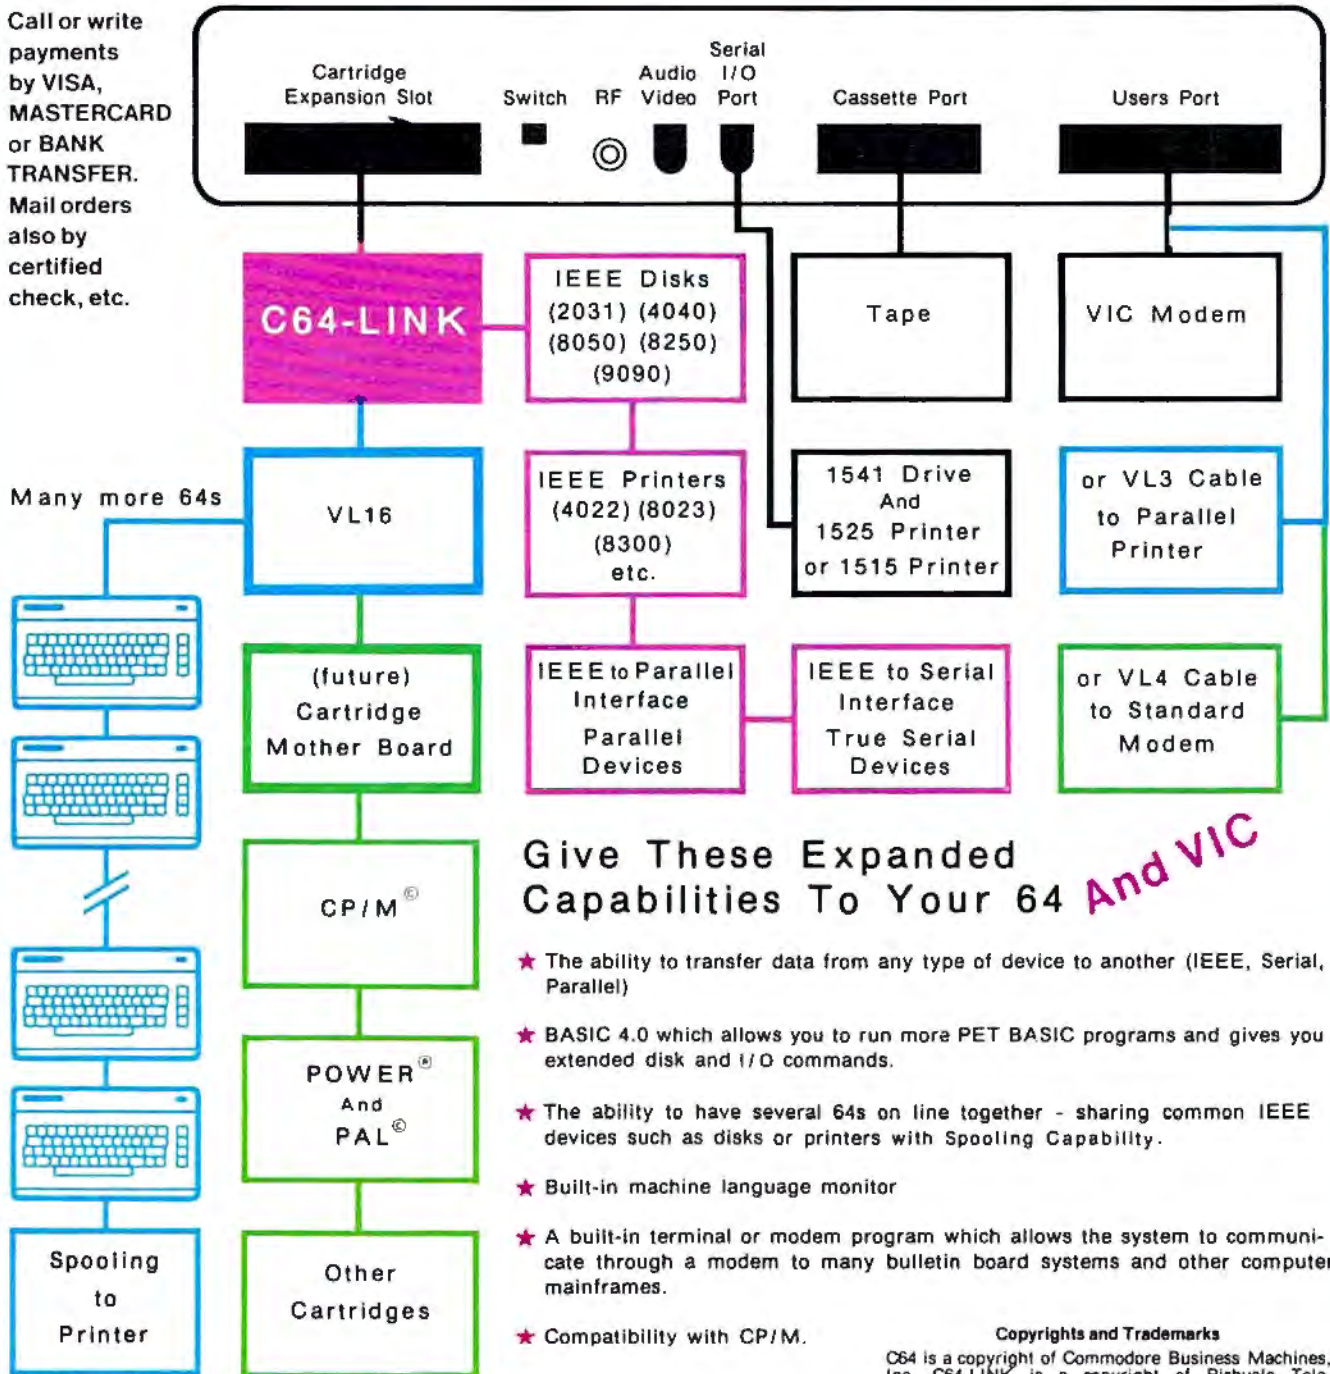 Call or write
payments
by VISA,
MASTERCARD
or BANK
TRANSFER.
Mail orders
also by
certified
check, etc.
Cartridge
Expansion Slot
Switch
RF
Audio
Video
Serial
I/O
Port
Cassette Port
Users Port
C64-LINK
IEEE Disks
(2031) (4040)
(8050) (8250)
(9090)
Tape
VIC Modem
Many more 64s
VL16
IEEE Printers
(4022) (8023)
(8300)
etc.
1541 Drive
And
1525 Printer
or 1515 Printer
or VL3 Cable
to Parallel
Printer
(future)
Cartridge
Mother Board
IEEE to Parallel
Interface
Parallel
Devices
IEEE to Serial
Interface
True Serial
Devices
or VL4 Cable
to Standard
Modem
CP/M©
POWER®
And
PAL©
Other
Cartridges
Spooling
to
Printer
Give These Expanded
Capabilities To Your 64 And VIC
★ The ability to transfer data from any type of device to another (IEEE, Serial,
Parallel)
★ BASIC 4.0 which allows you to run more PET BASIC programs and gives you
extended disk and I/O commands.
★ The ability to have several 64s on line together - sharing common IEEE
devices such as disks or printers with Spooling Capability.
★ Built-in machine language monitor
★ A built-in terminal or modem program which allows the system to communi-
cate through a modem to many bulletin board systems and other computer
mainframes.
★ Compatibility with CP/M.
Copyrights and Trademarks
C64 is a copyright of Commodore Business Machines,
Inc. C64-LINK is a copyright of Richvale Tele-